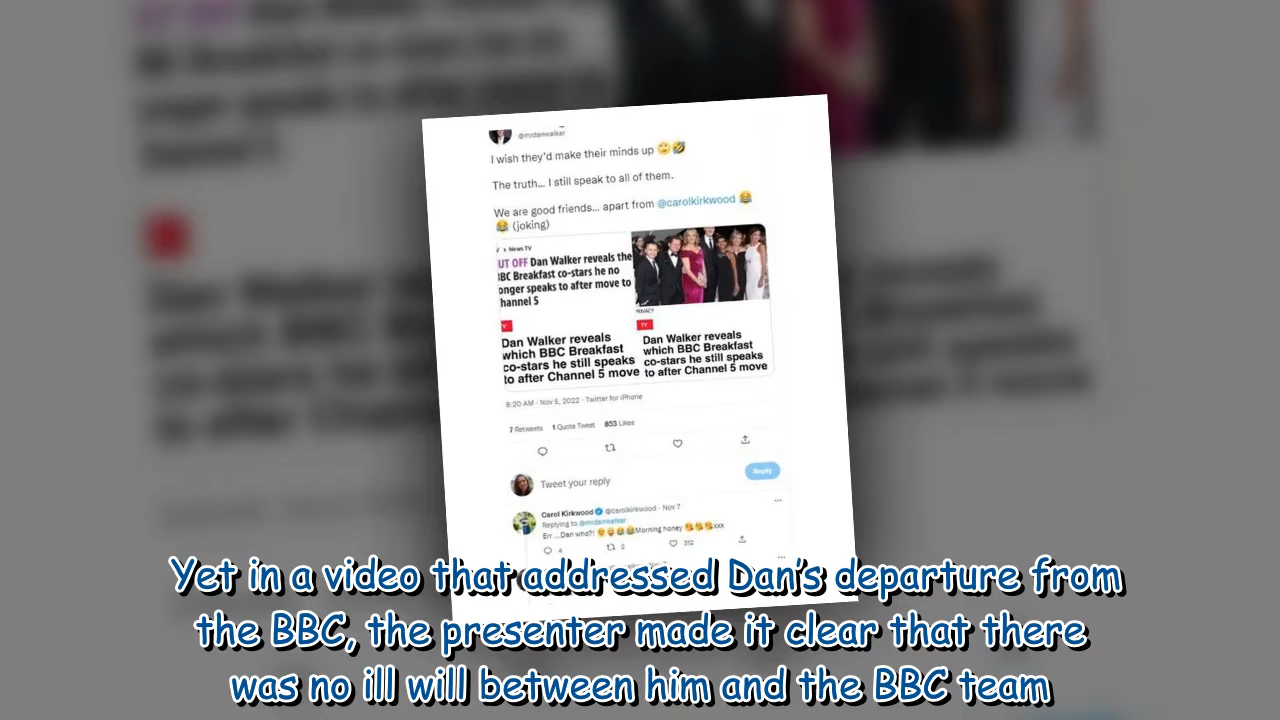 @mrdanwalker
I wish they'd make their minds up 🙄🤣
The truth... I still speak to all of them.
We are good friends... apart from @carolkirkwood 😂
😂 (joking)
> News TV
UT OFF Dan Walker reveals the
BC Breakfast co-stars he no
onger speaks to after move to
hannel 5
TV
Dan Walker reveals
which BBC Breakfast
co-stars he still speaks
to after Channel 5 move
PRIVACY
TV
Dan Walker reveals
which BBC Breakfast
co-stars he still speaks
to after Channel 5 move
8:20 AM · Nov 5, 2022 · Twitter for iPhone
7 Retweets 1 Quote Tweet 853 Likes
Tweet your reply
Reply
Carol Kirkwood @carolkirkwood · Nov 7
Replying to @mrdanwalker
Err ...Dan who?! 😂😂Morning honey 😘😘😘xxx
4 2 312
Yet in a video that addressed Dan's departure from
the BBC, the presenter made it clear that there
was no ill will between him and the BBC team